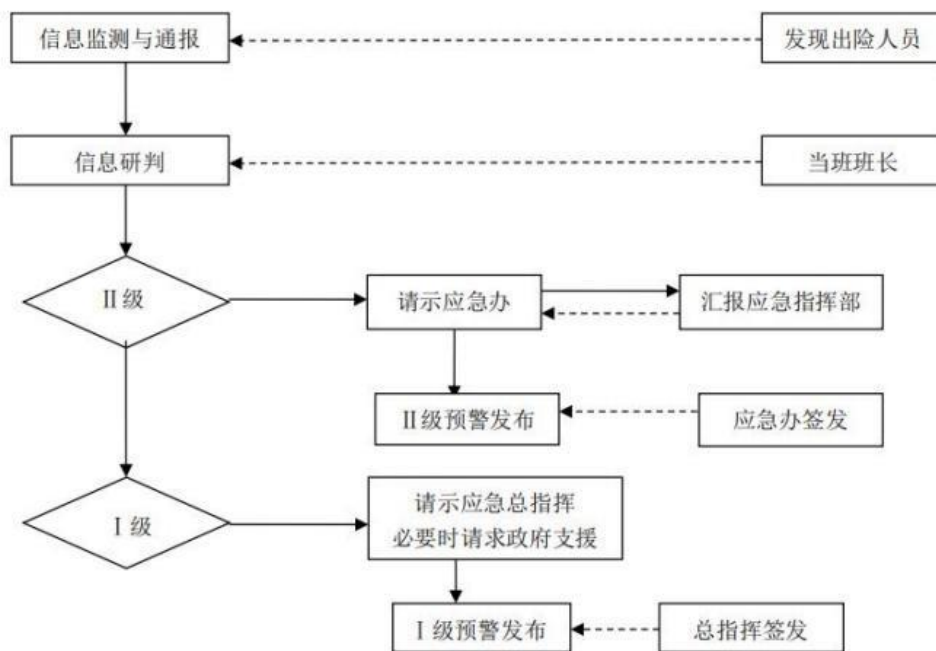 信息监测与通报
发现出险人员
信息研判
当班班长
Ⅱ级
请示应急办
汇报应急指挥部
Ⅱ级预警发布
应急办签发
Ⅰ级
请示应急总指挥
必要时请求政府支援
Ⅰ级预警发布
总指挥签发